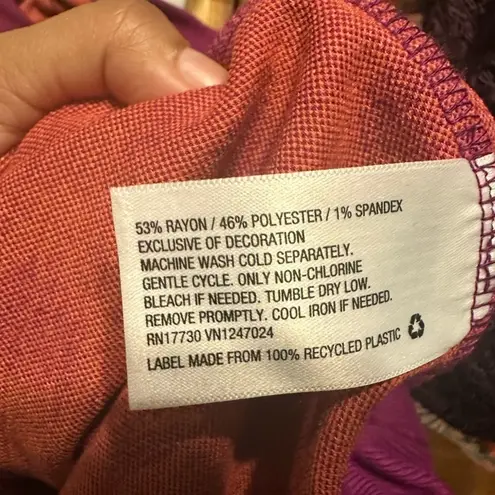 53% RAYON / 46% POLYESTER / 1% SPANDEX
EXCLUSIVE OF DECORATION
MACHINE WASH COLD SEPARATELY.
GENTLE CYCLE. ONLY NON-CHLORINE
BLEACH IF NEEDED. TUMBLE DRY LOW.
REMOVE PROMPTLY. COOL IRON IF NEEDED.
RN17730 VN1247024
LABEL MADE FROM 100% RECYCLED PLASTIC